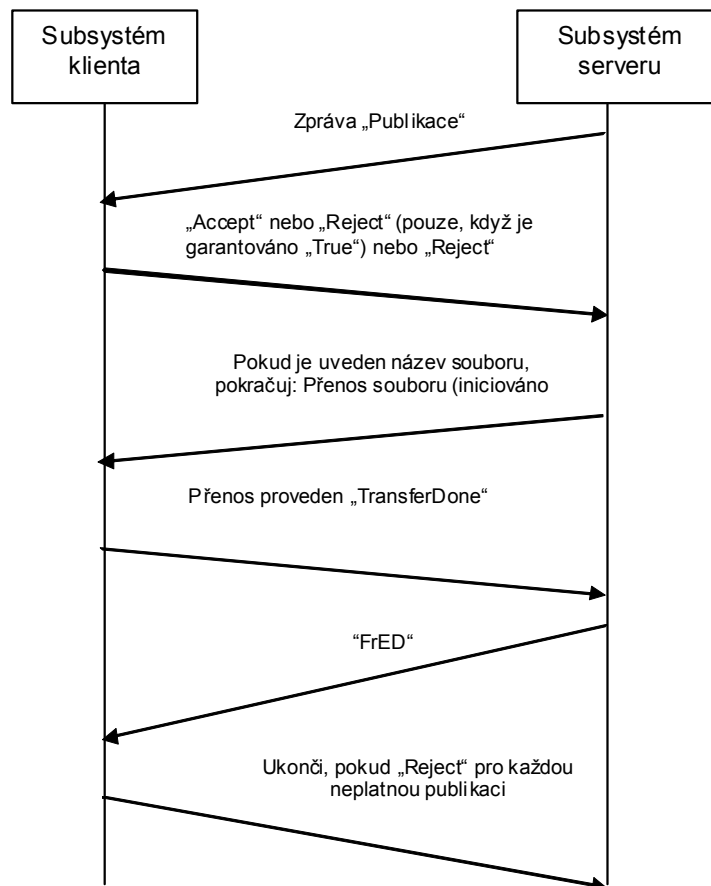 Subsystém
klienta
Subsystém
serveru
Zpráva „Publikace“
„Accept“ nebo „Reject“ (pouze, když je
garantováno „True“) nebo „Reject“
Pokud je uveden název souboru,
pokračuj: Přenos souboru (iniciováno
Přenos proveden „TransferDone“
“FrED“
Ukonči, pokud „Reject“ pro každou
neplatnou publikaci